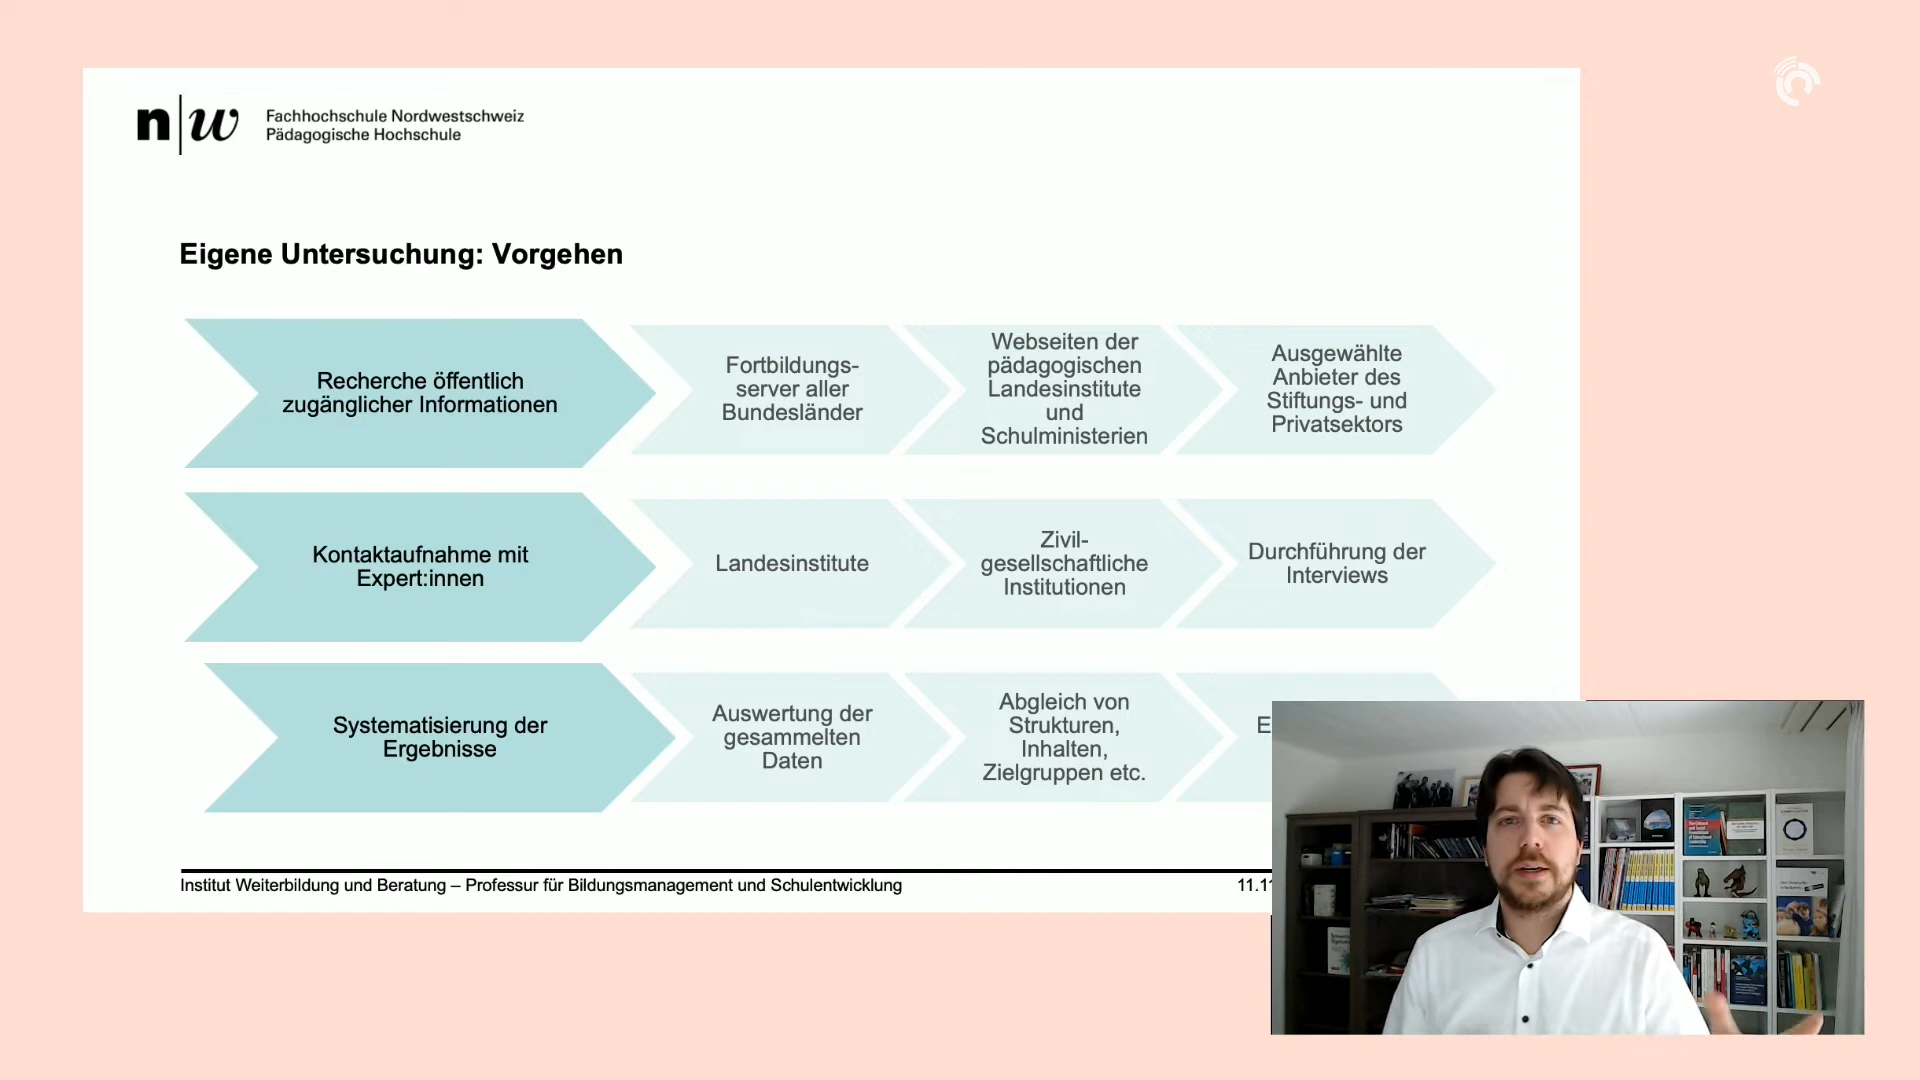 n|w
Fachhochschule Nordwestschweiz
Pädagogische Hochschule
Eigene Untersuchung: Vorgehen
Recherche öffentlich
zugänglicher Informationen
Fortbildungs-
server aller
Bundesländer
Webseiten der
pädagogischen
Landesinstitute
und
Schulministerien
Ausgewählte
Anbieter des
Stiftungs- und
Privatsektors
Kontaktaufnahme mit
Expert:innen
Landesinstitute
Zivil-
gesellschaftliche
Institutionen
Durchführung der
Interviews
Systematisierung der
Ergebnisse
Auswertung der
gesammelten
Daten
Abgleich von
Strukturen,
Inhalten,
Zielgruppen etc.
Institut Weiterbildung und Beratung – Professur für Bildungsmanagement und Schulentwicklung